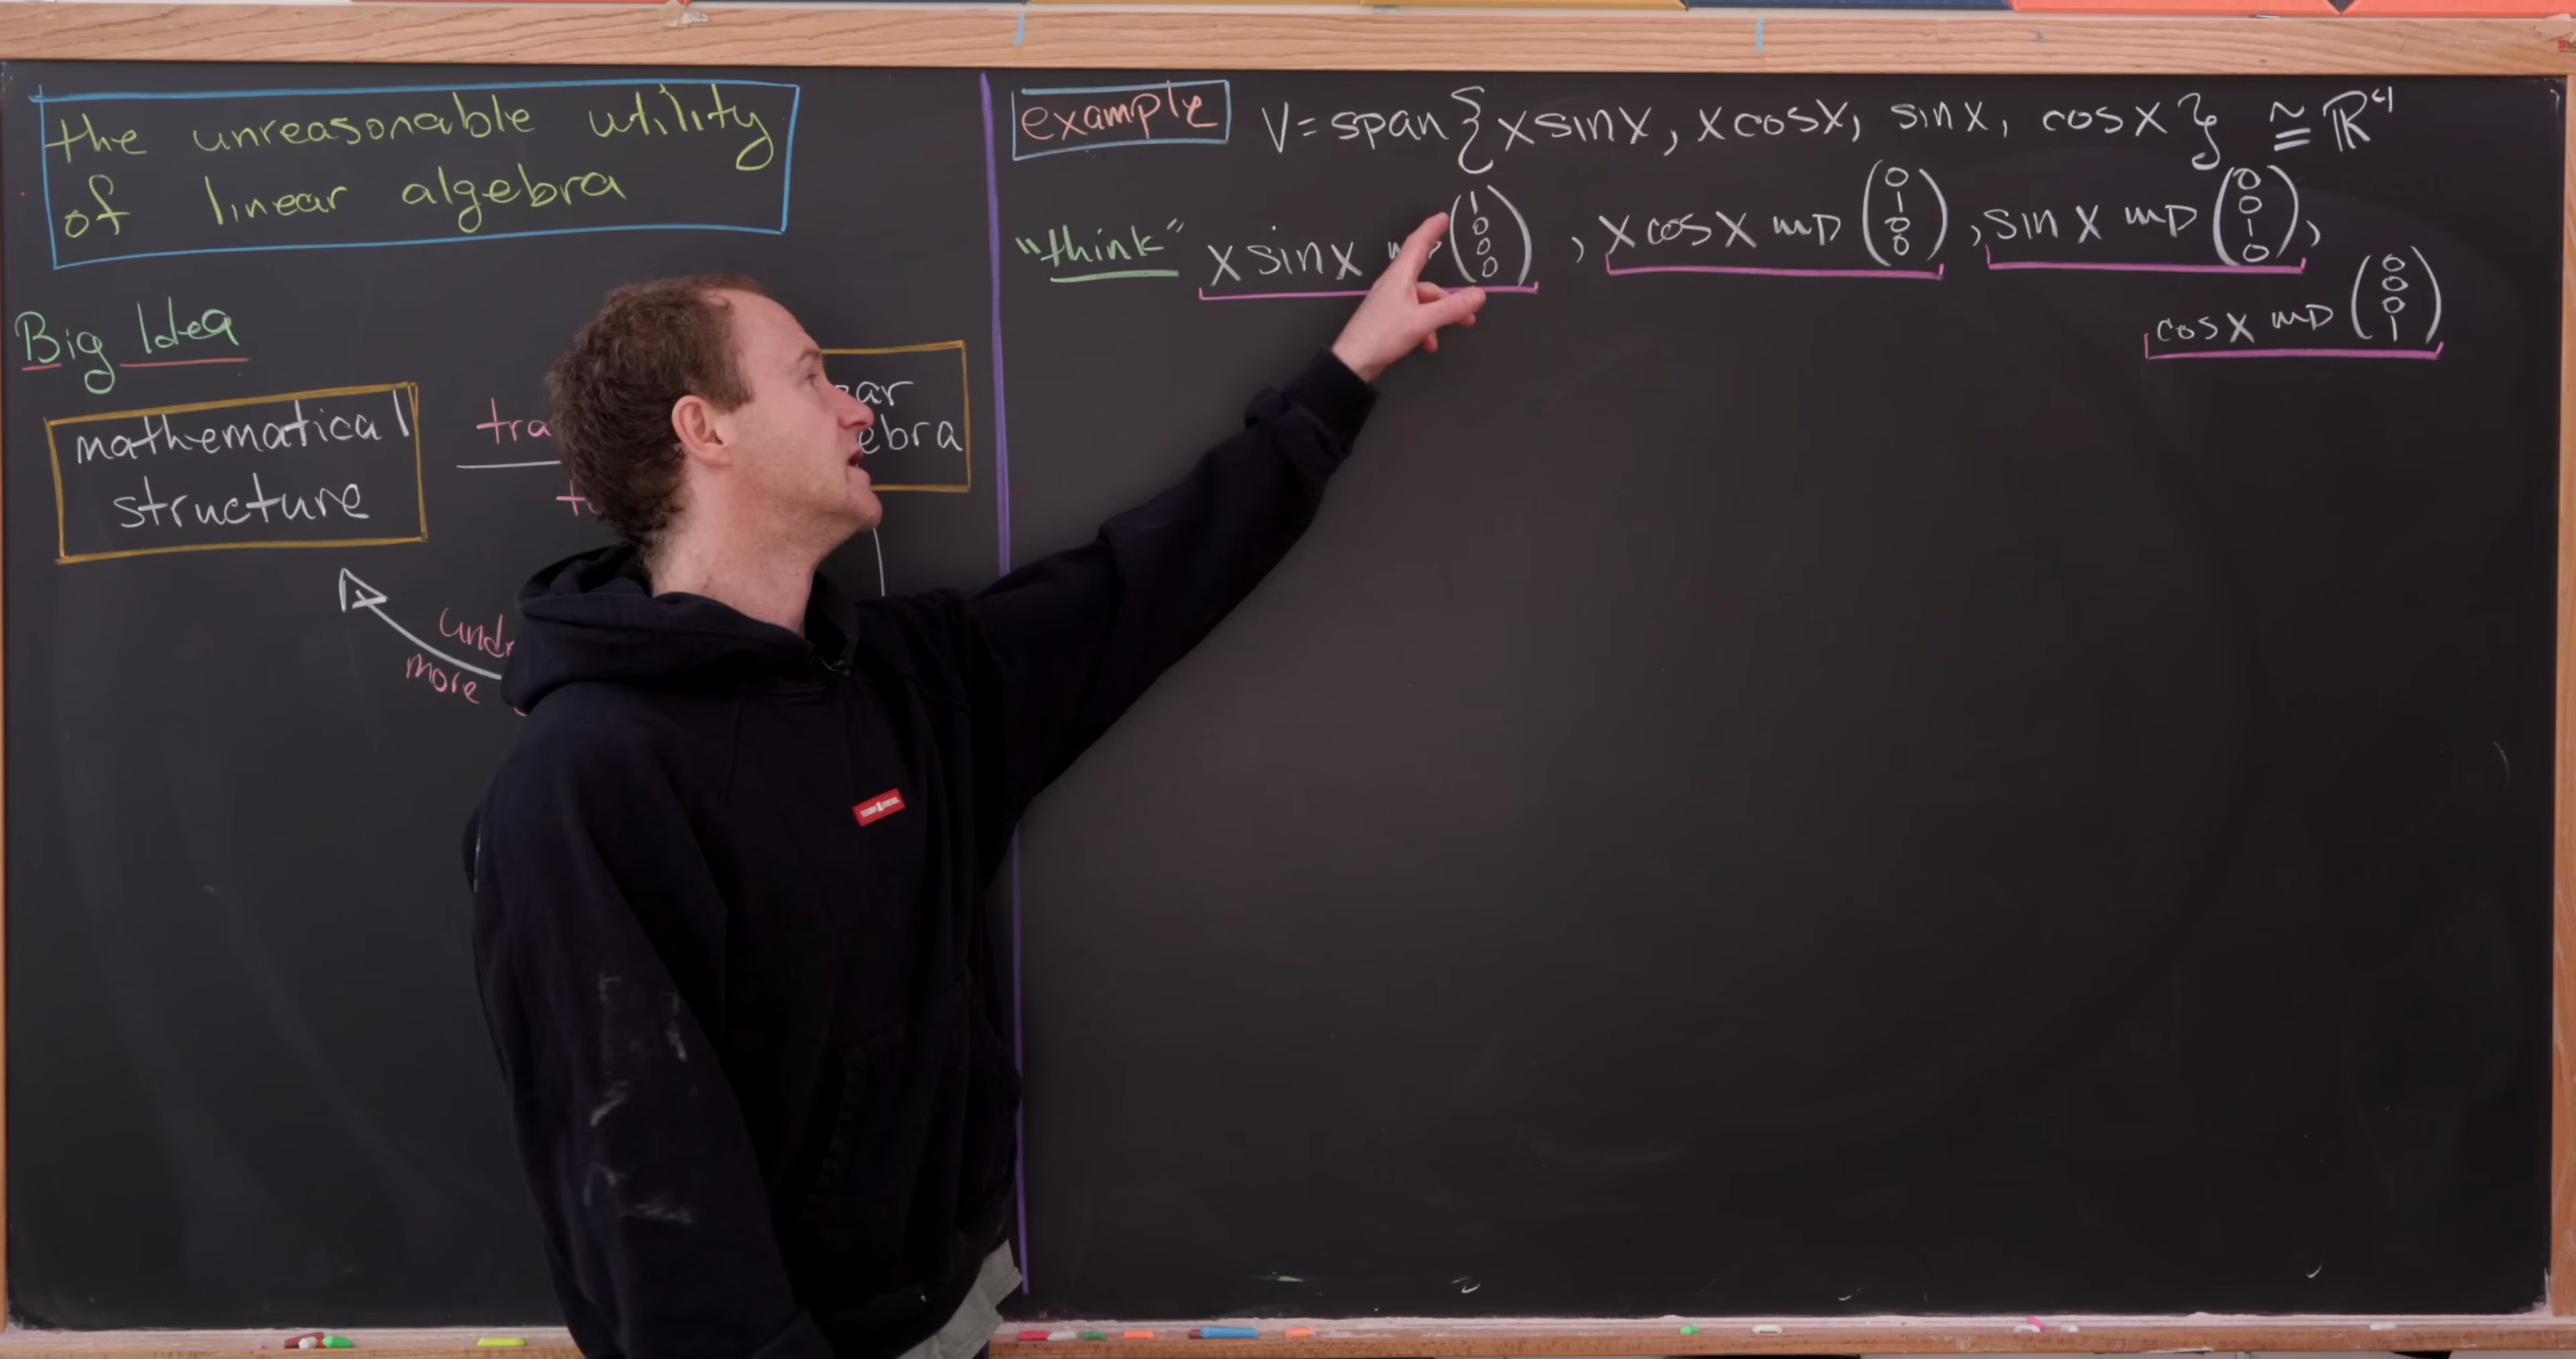 the unreasonable utility
of linear algebra
Big Idea
mathematical
structure
more
example V = span { x sin x, x cos x, sin x, cos x } ≅ ℝ⁴
"think" x sin x ⇝ (1 0 0 0), x cos x ⇝ (0 1 0 0), sin x ⇝ (0 0 1 0),
cos x ⇝ (0 0 0 1)